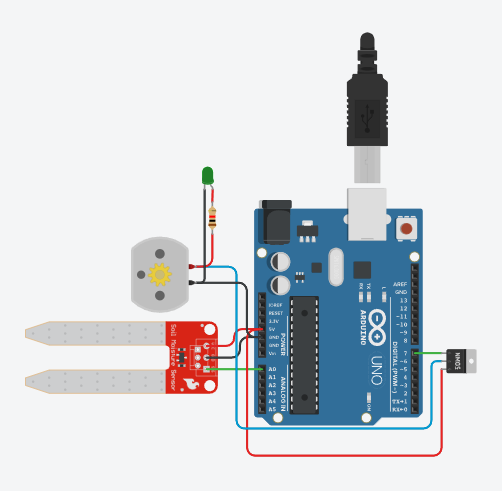 IOREF
RESET
3.3V
5V
GND
GND
Vin
POWER
A0
A1
A2
A3
A4
A5
ANALOG IN
AREF
GND
13
12
~11
~10
~9
8
7
~6
~5
4
~3
2
TX→1
RX←0
DIGITAL (PWM~)
L
TX
RX
ON
ARDUINO
UNO
Soil Moisture Sensor
NMOS